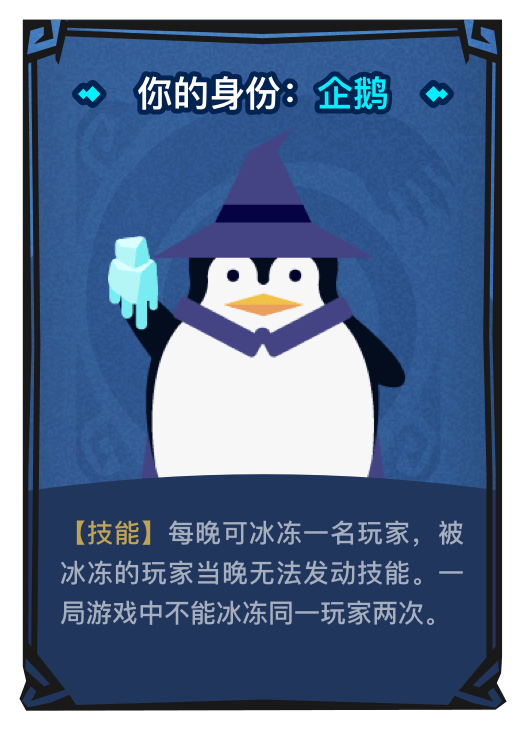 你的身份：企鹅
【技能】每晚可冰冻一名玩家，被
冰冻的玩家当晚无法发动技能。一
局游戏中不能冰冻同一玩家两次。